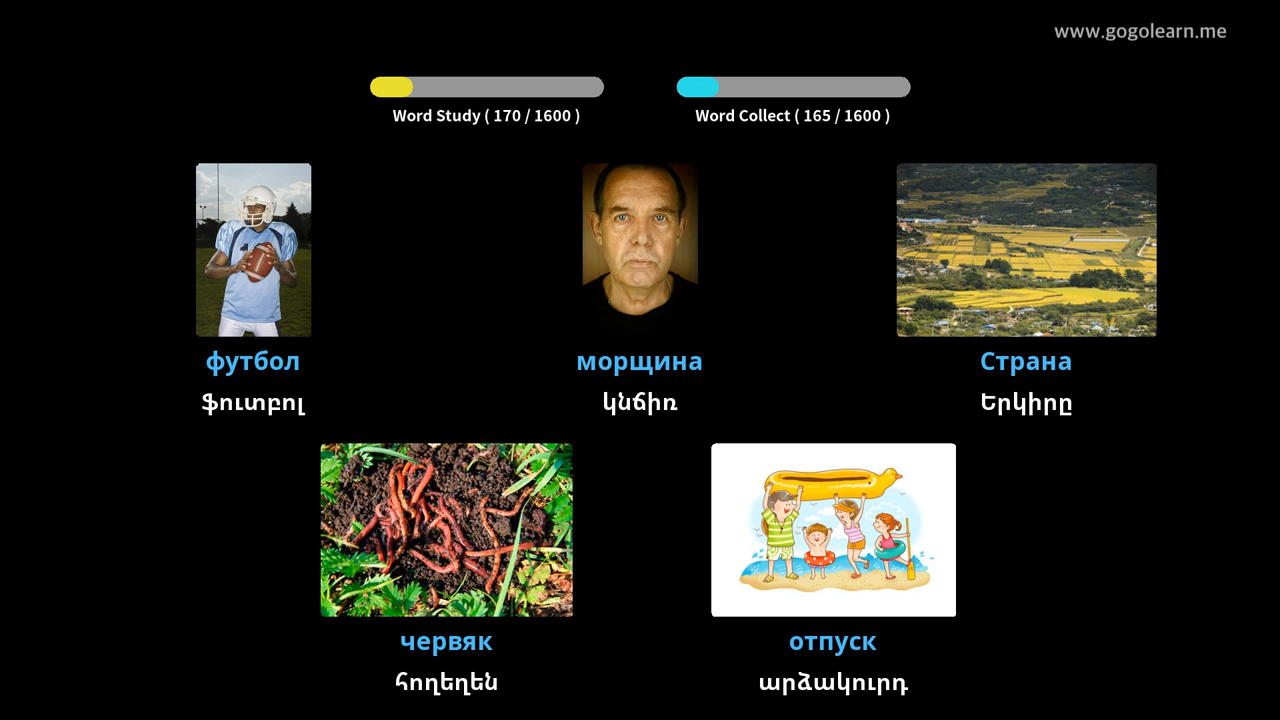 www.gogolearn.me
Word Study ( 170 / 1600 )
Word Collect ( 165 / 1600 )
футбол
морщина
Страна
ֆուտբոլ
կնճիռ
Երկիրը
червяк
отпуск
հողեղեն
արձակուրդ